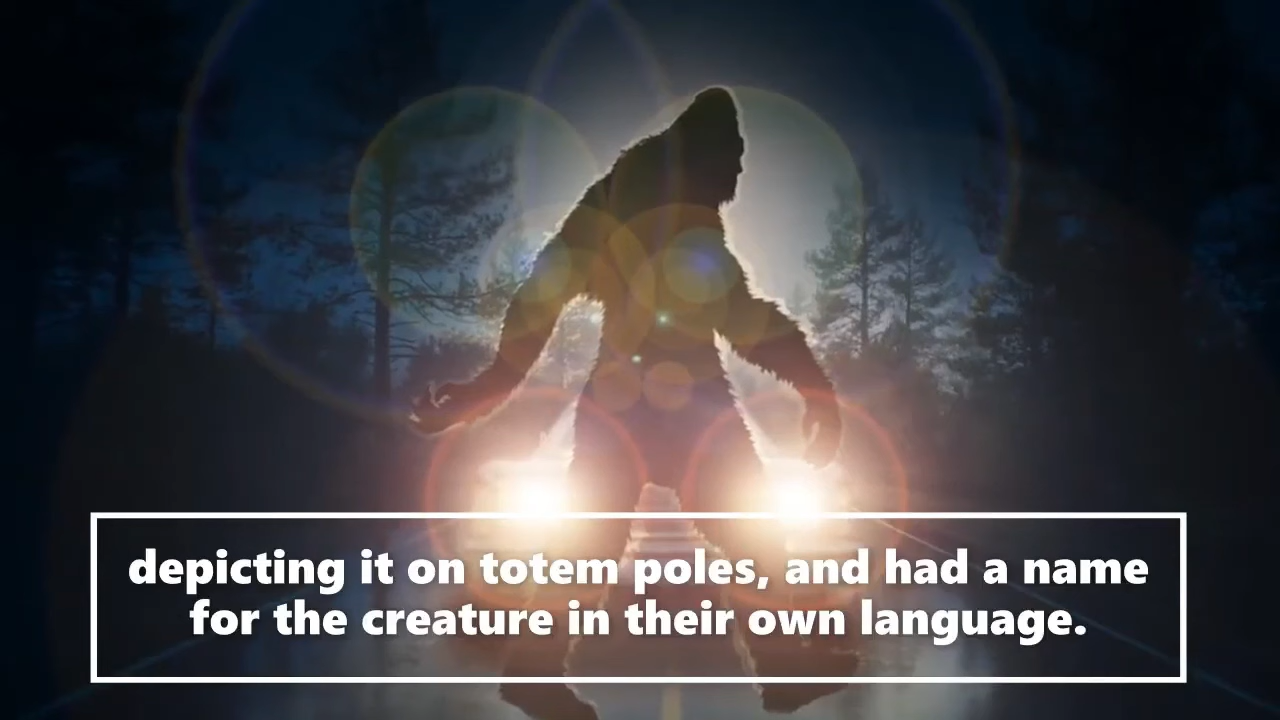 depicting it on totem poles, and had a name
for the creature in their own language.